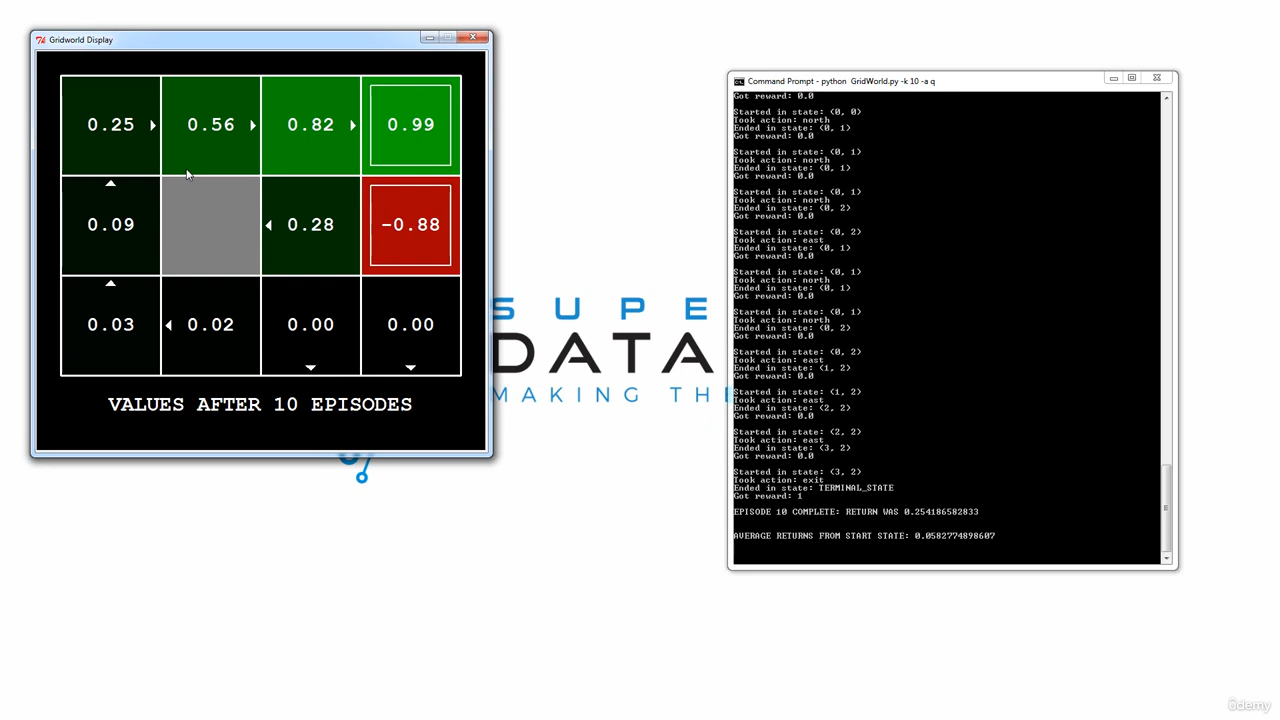 Gridworld Display
0.25 0.56 0.82 0.99
0.09 0.28 -0.88
0.03 0.02 0.00 0.00
VALUES AFTER 10 EPISODES
SUPE
DATA
MAKING THE
Command Prompt - python GridWorld.py -k 10 -a q
Got reward: 0.0
Started in state: (0, 0)
Took action: north
Ended in state: (0, 1)
Got reward: 0.0
Started in state: (0, 1)
Took action: north
Ended in state: (0, 1)
Got reward: 0.0
Started in state: (0, 1)
Took action: north
Ended in state: (0, 2)
Got reward: 0.0
Started in state: (0, 2)
Took action: east
Ended in state: (0, 1)
Got reward: 0.0
Started in state: (0, 1)
Took action: north
Ended in state: (0, 1)
Got reward: 0.0
Started in state: (0, 1)
Took action: north
Ended in state: (0, 2)
Got reward: 0.0
Started in state: (0, 2)
Took action: east
Ended in state: (1, 2)
Got reward: 0.0
Started in state: (1, 2)
Took action: east
Ended in state: (2, 2)
Got reward: 0.0
Started in state: (2, 2)
Took action: east
Ended in state: (3, 2)
Got reward: 0.0
Started in state: (3, 2)
Took action: exit
Ended in state: TERMINAL_STATE
Got reward: 1
EPISODE 10 COMPLETE: RETURN WAS 0.254186582833
AVERAGE RETURNS FROM START STATE: 0.0582774898607
ûdemy